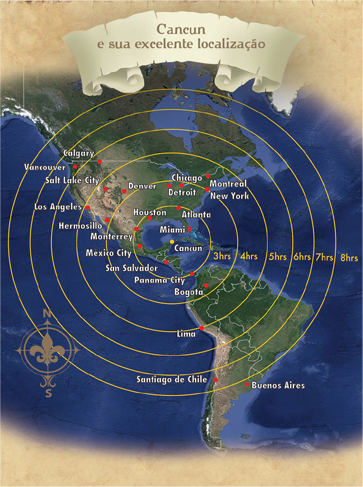 Cancun
e sua excelente localização
Calgary
Vancouver
Salt Lake City
Denver
Chicago
Montreal
Detroit
New York
Los Angeles
Houston
Atlanta
Hermosillo
Monterrey
Miami
Mexico City
Cancun
3hrs
4hrs
5hrs
6hrs
7hrs
8hrs
San Salvador
Panama City
Bogota
N
Lima
S
Santiago de Chile
Buenos Aires